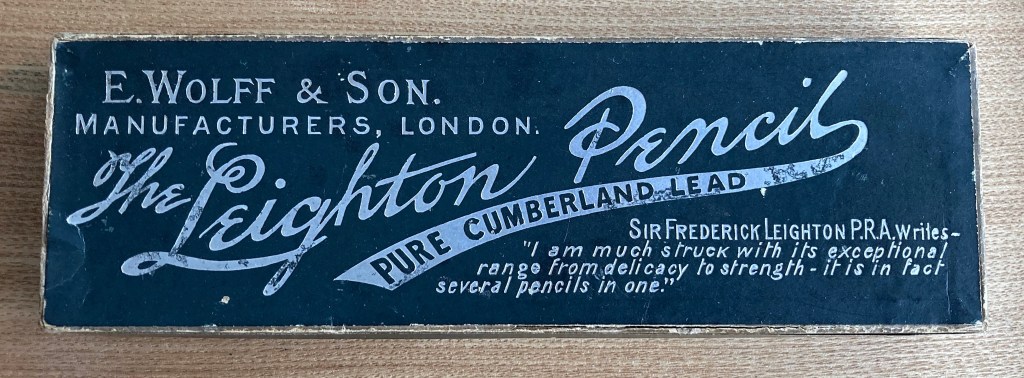 E. WOLFF & SON.
MANUFACTURERS, LONDON.
The Leighton Pencil
PURE CUMBERLAND LEAD
SIR FREDERICK LEIGHTON P.R.A. writes–
"I am much struck with its exceptional
range from delicacy to strength - it is in fact
several pencils in one."